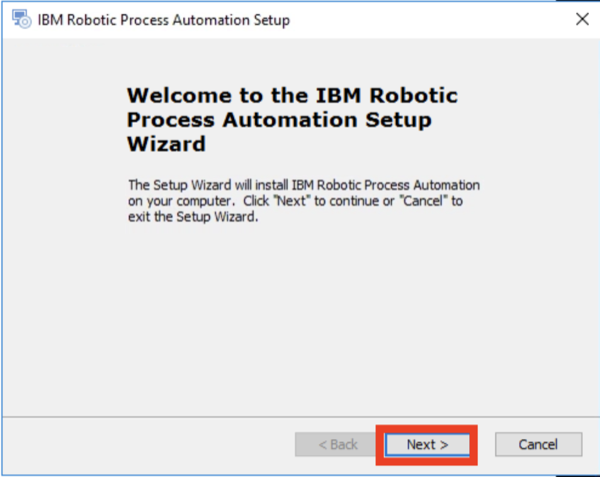 IBM Robotic Process Automation Setup
Welcome to the IBM Robotic
Process Automation Setup
Wizard
The Setup Wizard will install IBM Robotic Process Automation
on your computer.  Click "Next" to continue or "Cancel" to
exit the Setup Wizard.
< Back Next > Cancel